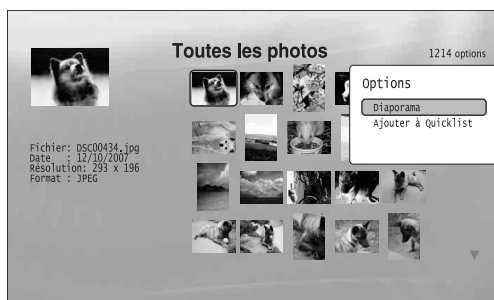 Toutes les photos
1214 options
Options
Diaporama
Ajouter à Quicklist
Fichier: DSC00434.jpg
Date : 12/10/2007
Résolution: 293 x 196
Format : JPEG